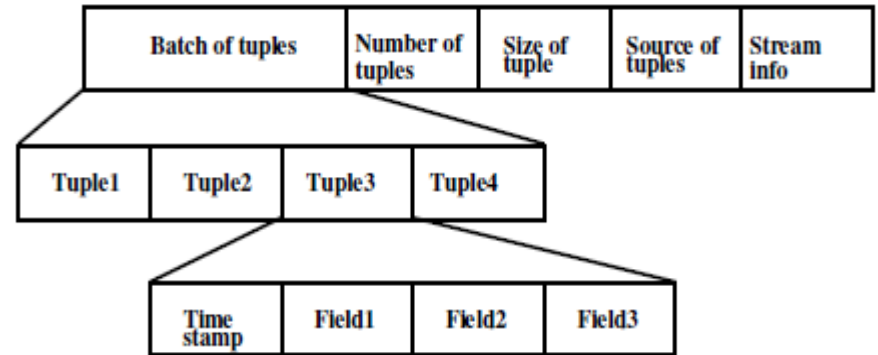 Batch of tuples
Number of
tuples
Size of
tuple
Source of
tuples
Stream
info
Tuple1
Tuple2
Tuple3
Tuple4
Time
stamp
Field1
Field2
Field3